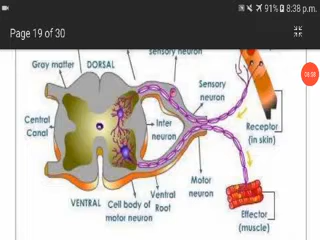 91% 8:38 p.m.
Page 19 of 30
sensory neuron
Gray matter DORSAL
Sensory
neuron
Central
Canal
Inter
neuron
Receptor
(in skin)
Motor
neuron
Ventral
Root
VENTRAL Cell body of
motor neuron
Effector
(muscle)